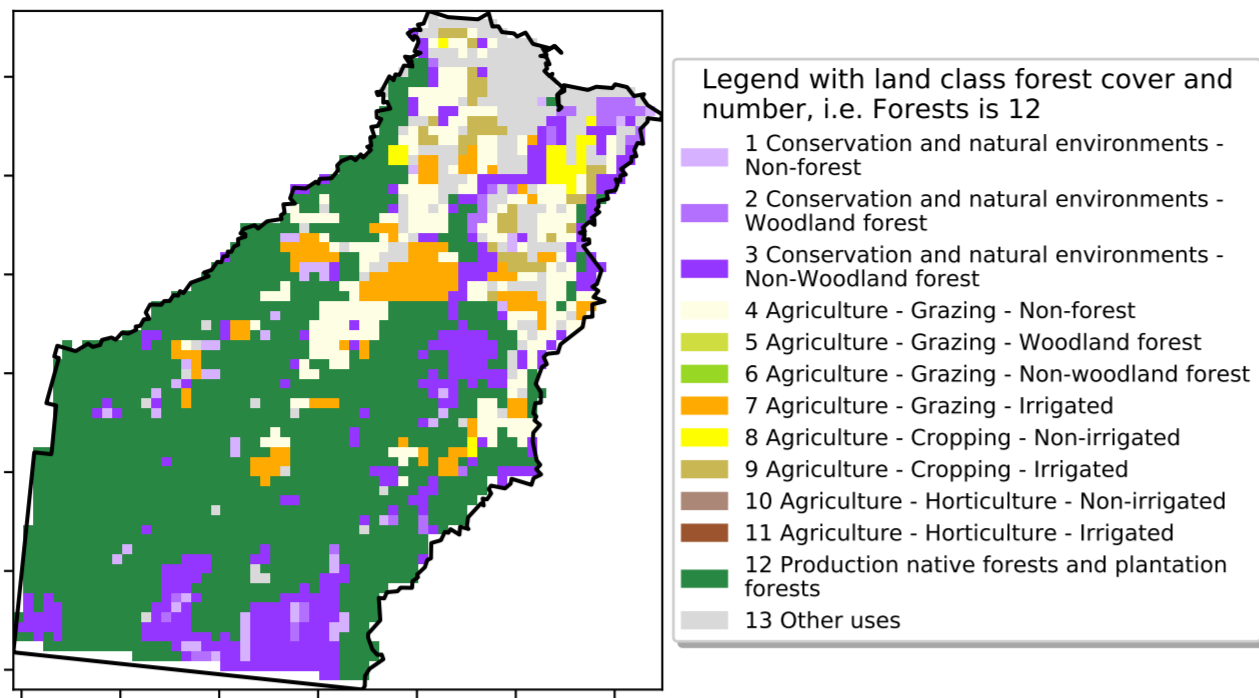 Legend with land class forest cover and
number, i.e. Forests is 12
1 Conservation and natural environments -
Non-forest
2 Conservation and natural environments -
Woodland forest
3 Conservation and natural environments -
Non-Woodland forest
4 Agriculture - Grazing - Non-forest
5 Agriculture - Grazing - Woodland forest
6 Agriculture - Grazing - Non-woodland forest
7 Agriculture - Grazing - Irrigated
8 Agriculture - Cropping - Non-irrigated
9 Agriculture - Cropping - Irrigated
10 Agriculture - Horticulture - Non-irrigated
11 Agriculture - Horticulture - Irrigated
12 Production native forests and plantation
forests
13 Other uses